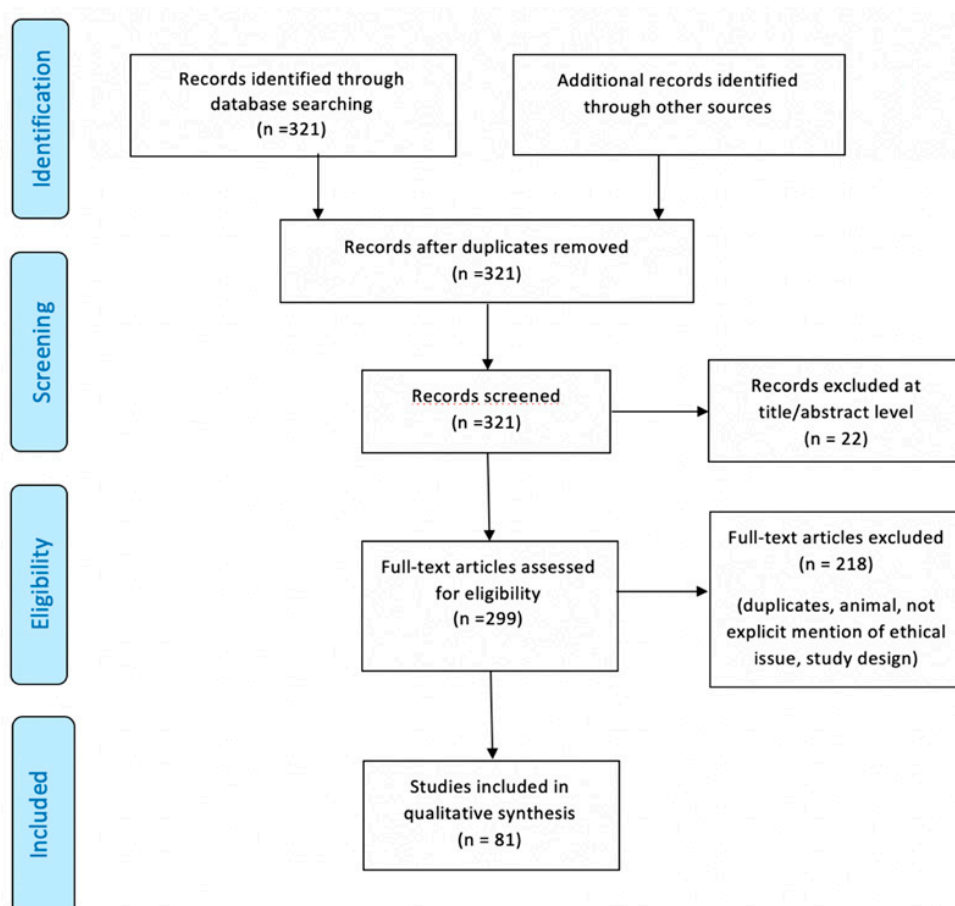 Identification
Records identified through
database searching
(n =321)
Additional records identified
through other sources
Records after duplicates removed
(n =321)
Screening
Records screened
(n =321)
Records excluded at
title/abstract level
(n = 22)
Eligibility
Full-text articles assessed
for eligibility
(n =299)
Full-text articles excluded
(n = 218)
(duplicates, animal, not
explicit mention of ethical
issue, study design)
Included
Studies included in
qualitative synthesis
(n = 81)